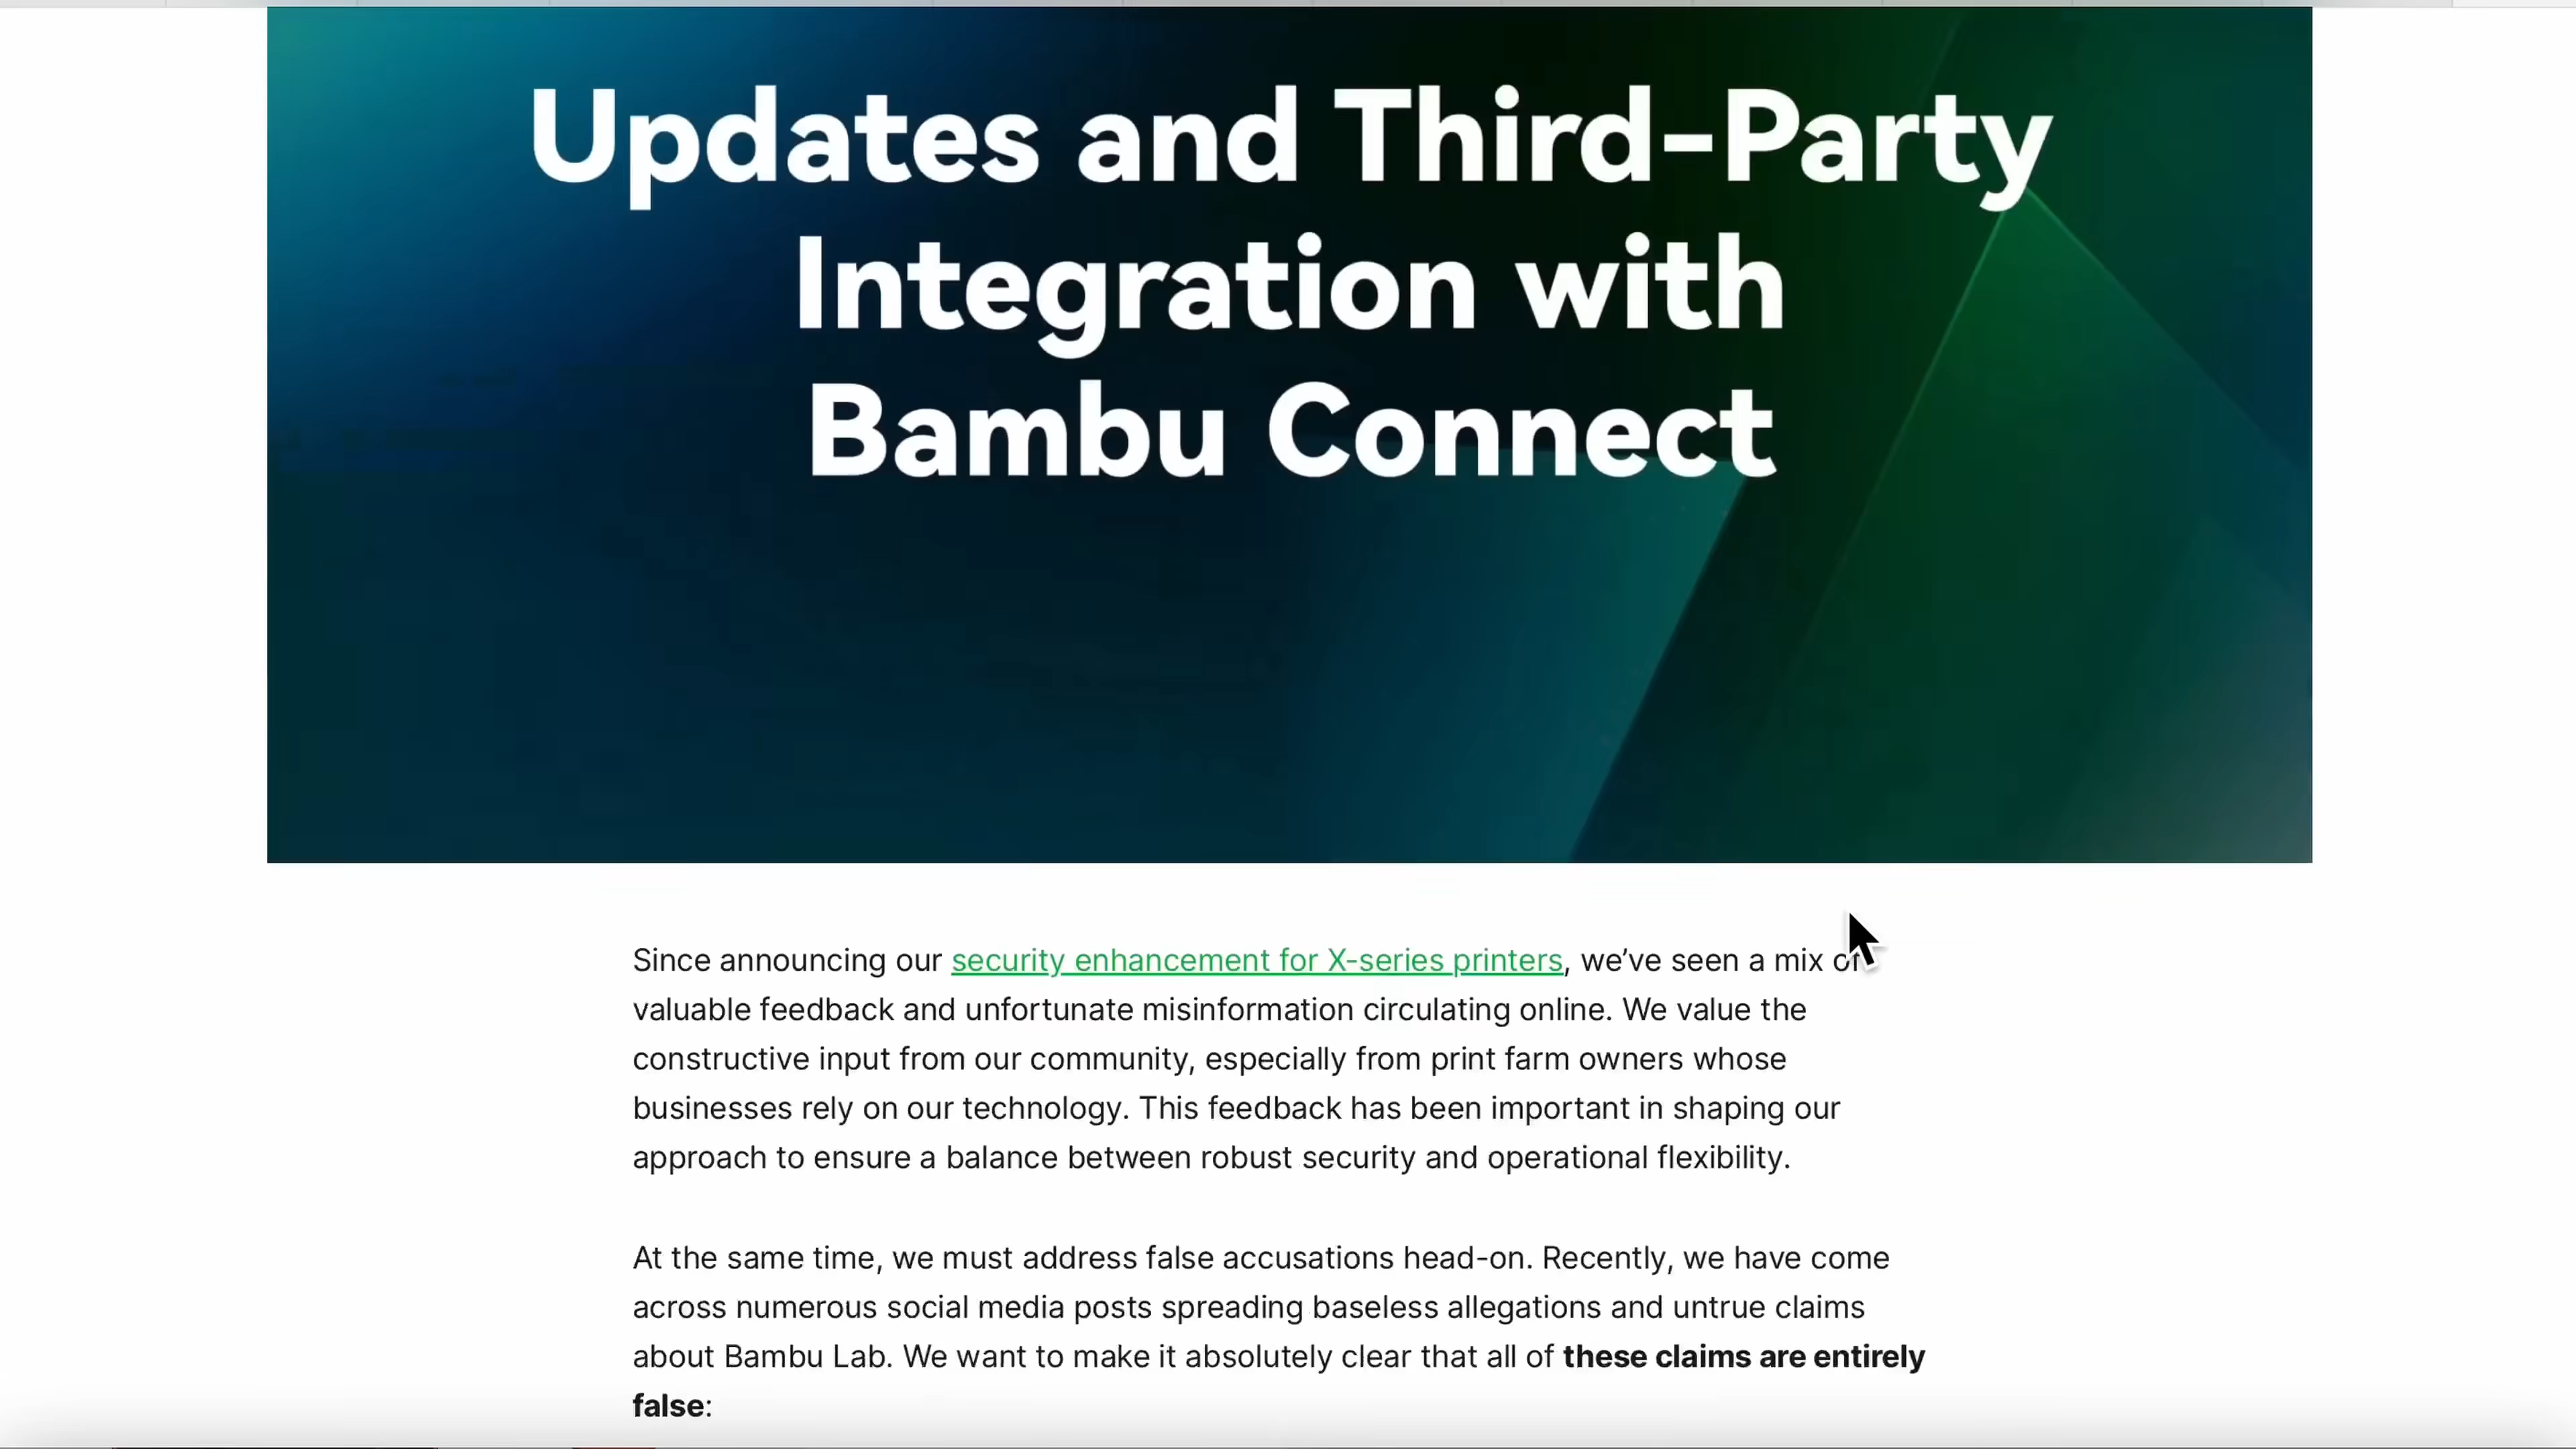 Updates and Third-Party
Integration with
Bambu Connect
Since announcing our security enhancement for X-series printers, we've seen a mix of
valuable feedback and unfortunate misinformation circulating online. We value the
constructive input from our community, especially from print farm owners whose
businesses rely on our technology. This feedback has been important in shaping our
approach to ensure a balance between robust security and operational flexibility.
At the same time, we must address false accusations head-on. Recently, we have come
across numerous social media posts spreading baseless allegations and untrue claims
about Bambu Lab. We want to make it absolutely clear that all of these claims are entirely
false: